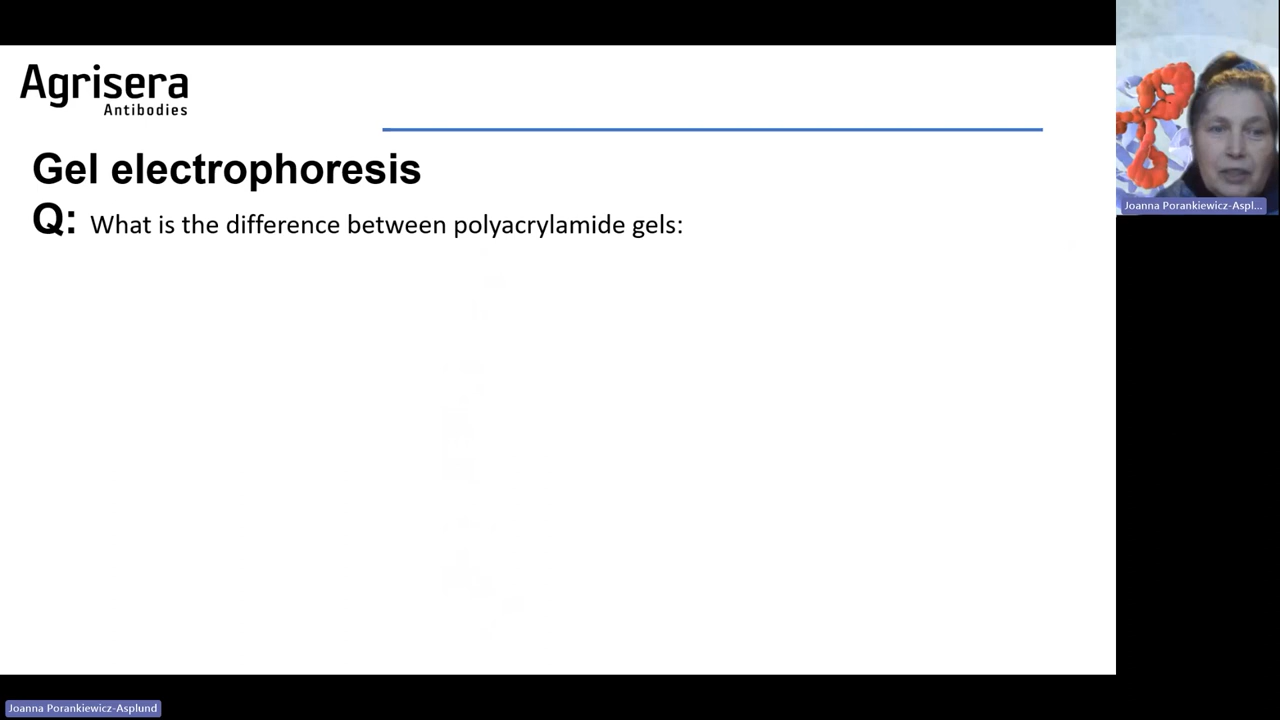 Agrisera
Antibodies
Gel electrophoresis
Q: What is the difference between polyacrylamide gels:
Joanna Porankiewicz-Aspl...
Joanna Porankiewicz-Asplund